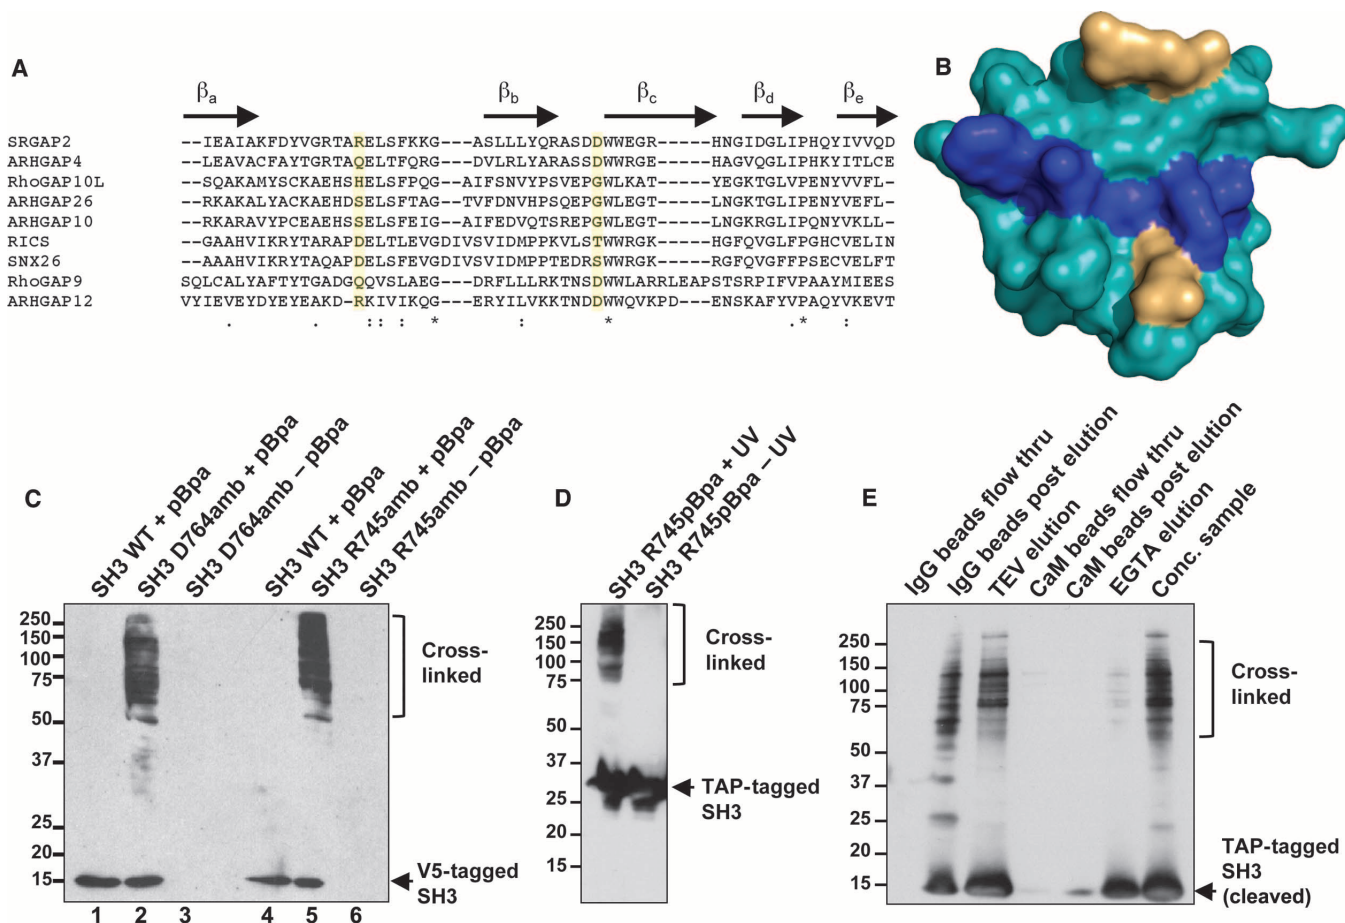 A
βa βb βc βd βe
SRGAP2 --IEAIAKFDYVGRTARELSFKKG---ASLLLYQRASDDWWEGR-----HNGIDGLIPHQYIVVQD
ARHGAP4 --LEAVACFAYTGRTAQELTFQRG---DVLRLYARASSDWWRGE-----HAGVQGLIPHKYITLCE
RhoGAP10L --SQAKAMYSCKAEHSHELSFPQG---AIFSNVYPSVEPGWLKAT----YEGKTGLVPENYVVFL-
ARHGAP26 --RKAKALYACKAEHDSELSFTAG---TVFDNVHPSQEPGWLEGT----LNGKTGLIPENYVEFL-
ARHGAP10 --RKARAVYPCEAEHSSELSFEIG---AIFEDVQTSREPGWLEGT----LNGKRGLIPQNYVKLL-
RICS --GAAHVIKRYTARAPDELTLEVGDIVSVIDMPPKVLSTWWRGK-----HGFQVGLFPGHCVELIN
SNX26 --AAAHVIKRYTAQAPDELSFEVGDIVSVIDMPPTEDRSWWRGK-----RGFQVGFFPSECVELFT
RhoGAP9 SQLCALYAFTYTGADGQQVSLAEG---DRFLLLRKTNSDWWLARRLEAPSTSRPIFVPAAYMIEES
ARHGAP12 VYIEVEYDYEYEAKD-RKIVIKQG---ERYILVKKTNDDWWQVKPD--ENSKAFYVPAQYVKEVT
. . :: : * : * . * :
B
C
SH3 WT + pBpa
SH3 D764amb + pBpa
SH3 D764amb – pBpa
SH3 WT + pBpa
SH3 R745amb + pBpa
SH3 R745amb – pBpa
250
150
100
75
50
37
25
20
15
Cross-
linked
V5-tagged
SH3
1 2 3 4 5 6
D
SH3 R745pBpa + UV
SH3 R745pBpa – UV
250
150
100
75
50
37
25
20
15
Cross-
linked
TAP-tagged
SH3
E
IgG beads flow thru
IgG beads post elution
TEV elution
CaM beads flow thru
CaM beads post elution
EGTA elution
Conc. sample
250
150
100
75
50
37
25
20
15
Cross-
linked
TAP-tagged
SH3
(cleaved)